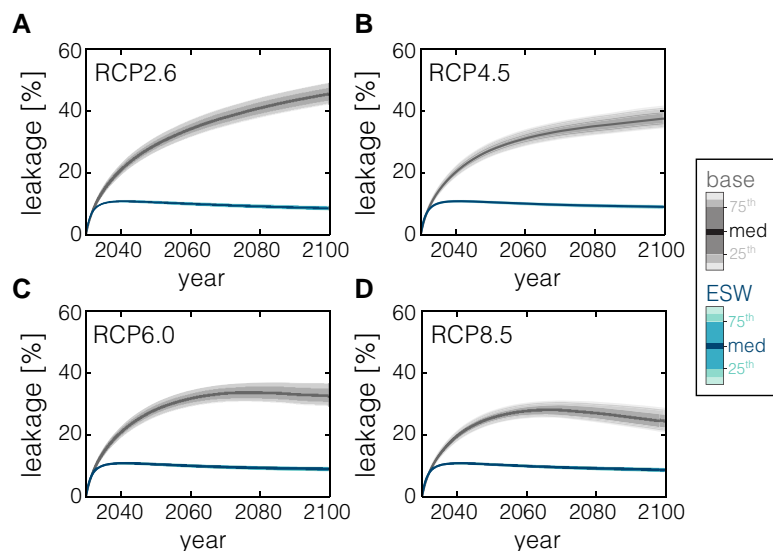 A
60
40
20
0
leakage [%]
RCP2.6
2040 2060 2080 2100
year
B
60
40
20
0
leakage [%]
RCP4.5
2040 2060 2080 2100
year
C
60
40
20
0
leakage [%]
RCP6.0
2040 2060 2080 2100
year
D
60
40
20
0
leakage [%]
RCP8.5
2040 2060 2080 2100
year
base
75th
med
25th
ESW
75th
med
25th